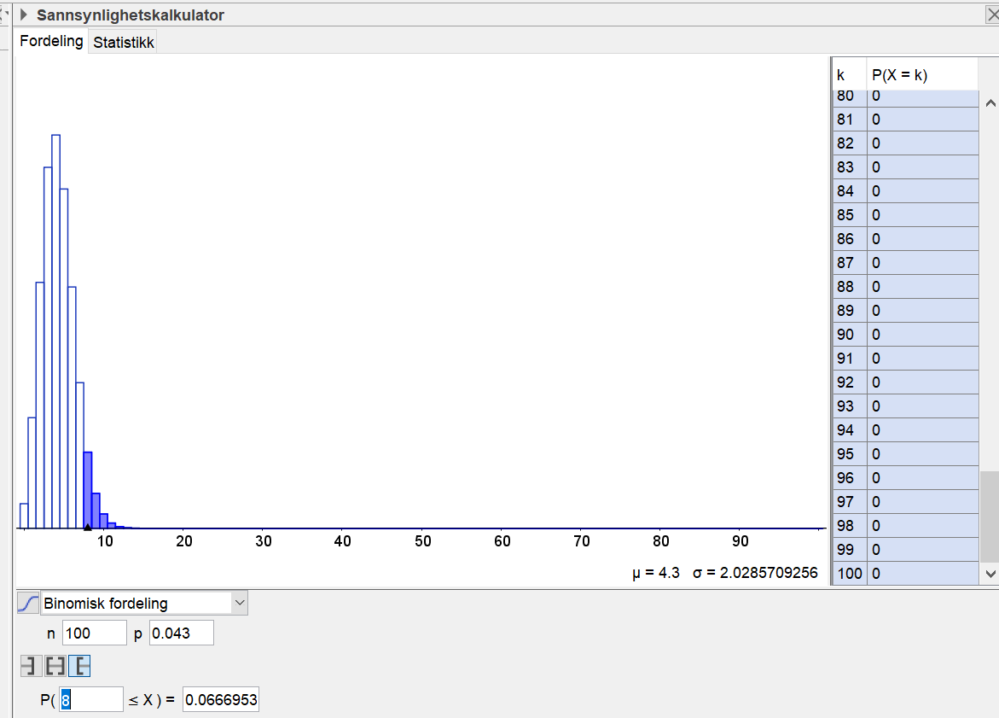 Sannsynlighetskalkulator
Fordeling Statistikk
k P(X = k)
80 0
81 0
82 0
83 0
84 0
85 0
86 0
87 0
88 0
89 0
90 0
91 0
92 0
93 0
94 0
95 0
96 0
97 0
98 0
99 0
100 0
10 20 30 40 50 60 70 80 90
μ = 4.3 σ = 2.0285709256
Binomisk fordeling
n 100 p 0.043
P( 8 ≤ X ) = 0.0666953